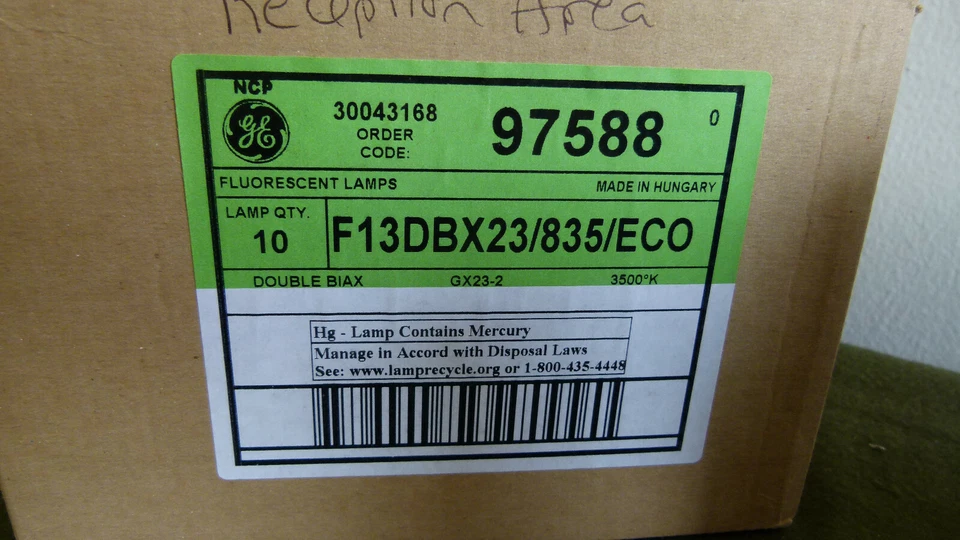 Reception Area
NCP
GE
30043168
ORDER
CODE:
97588
0
FLUORESCENT LAMPS
MADE IN HUNGARY
LAMP QTY.
10
F13DBX23/835/ECO
DOUBLE BIAX GX23-2 3500°K
Hg - Lamp Contains Mercury
Manage in Accord with Disposal Laws
See: www.lamprecycle.org or 1-800-435-4448